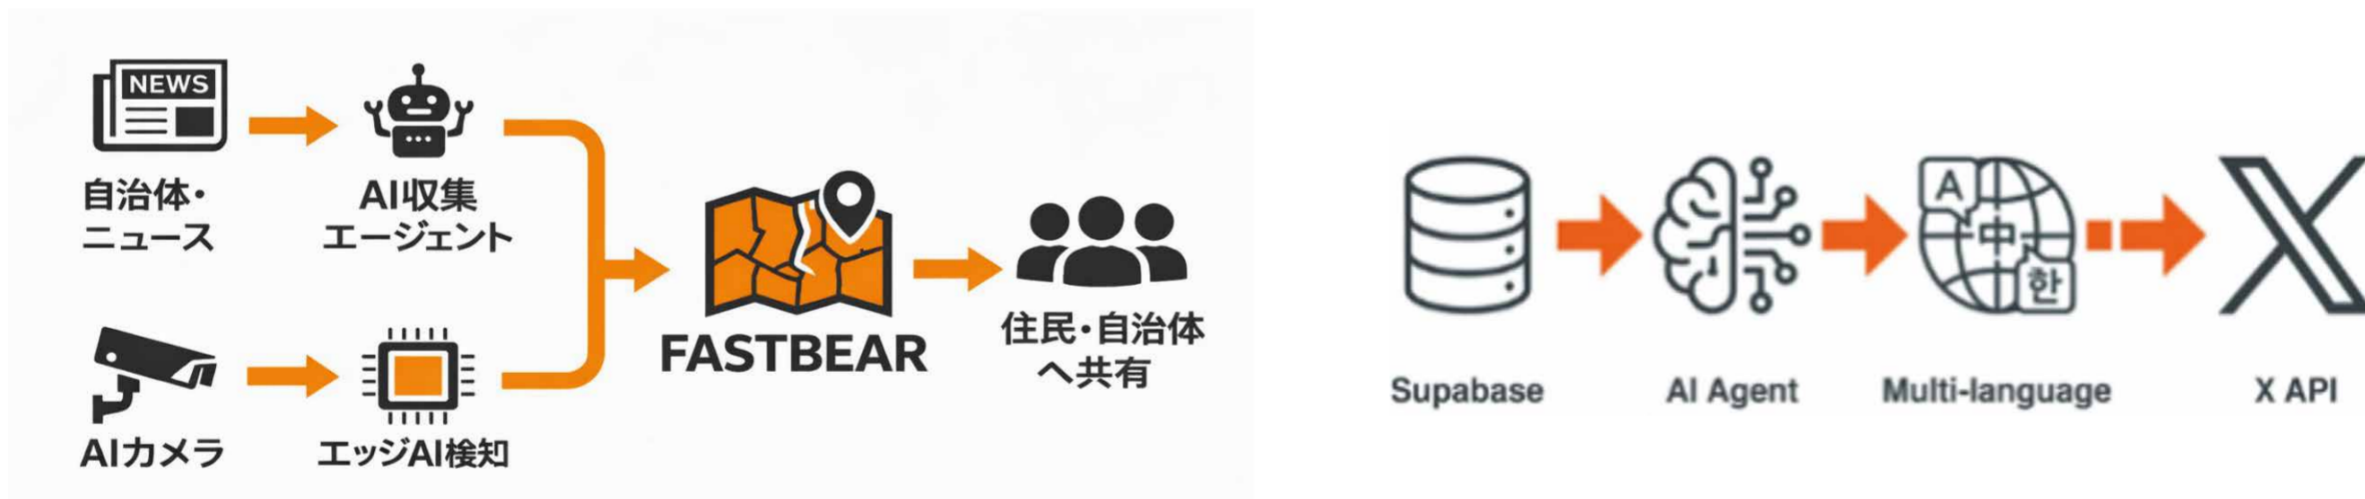 NEWS
自治体・
ニュース
AI収集
エージェント
AIカメラ
エッジAI検知
FASTBEAR
住民・自治体
へ共有
A
中
한
Supabase
AI Agent
Multi-language
X API